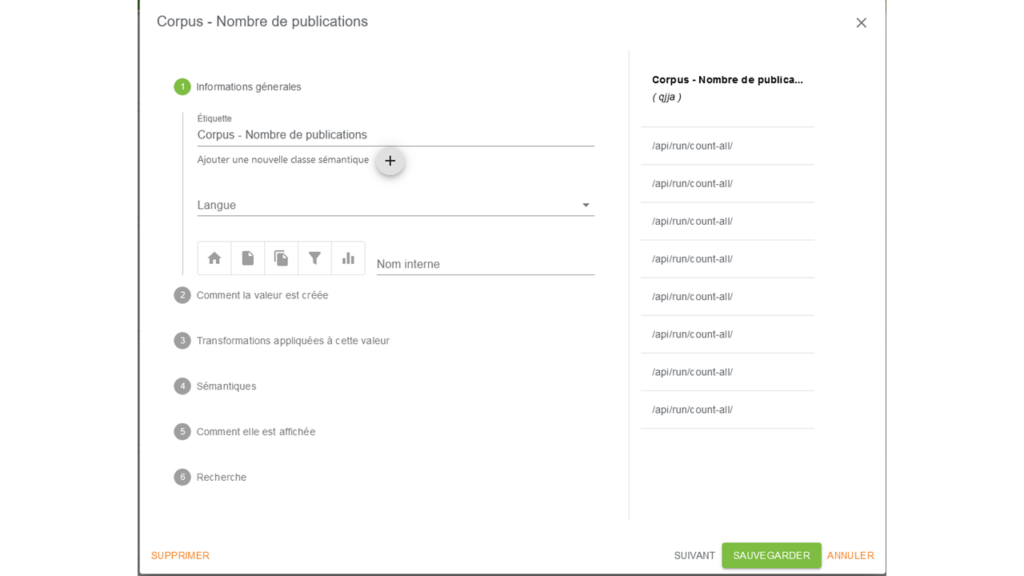 Corpus - Nombre de publications
1 Informations génerales
Étiquette
Corpus - Nombre de publications
Ajouter une nouvelle classe sémantique +
Langue
Nom interne
2 Comment la valeur est créée
3 Transformations appliquées à cette valeur
4 Sémantiques
5 Comment elle est affichée
6 Recherche
Corpus - Nombre de publica...
( qjja )
/api/run/count-all/
/api/run/count-all/
/api/run/count-all/
/api/run/count-all/
/api/run/count-all/
/api/run/count-all/
/api/run/count-all/
/api/run/count-all/
SUPPRIMER
SUIVANT
SAUVEGARDER
ANNULER